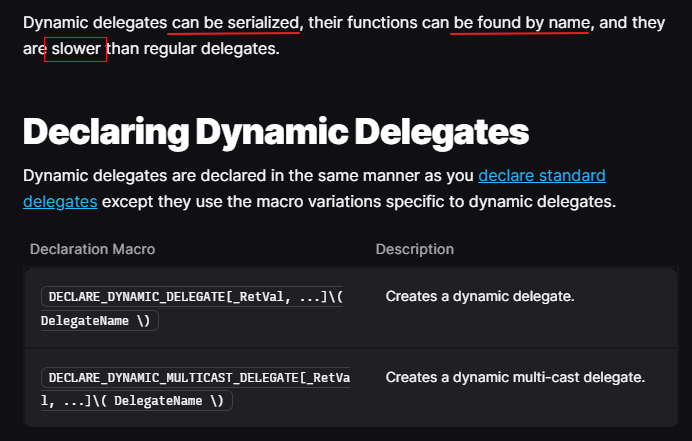 Dynamic delegates can be serialized, their functions can be found by name, and they
are slower than regular delegates.
Declaring Dynamic Delegates
Dynamic delegates are declared in the same manner as you declare standard
delegates except they use the macro variations specific to dynamic delegates.
Declaration Macro Description
DECLARE_DYNAMIC_DELEGATE[_RetVal, ...]\( Creates a dynamic delegate.
DelegateName \)
DECLARE_DYNAMIC_MULTICAST_DELEGATE[_RetVa Creates a dynamic multi-cast delegate.
l, ...]\( DelegateName \)